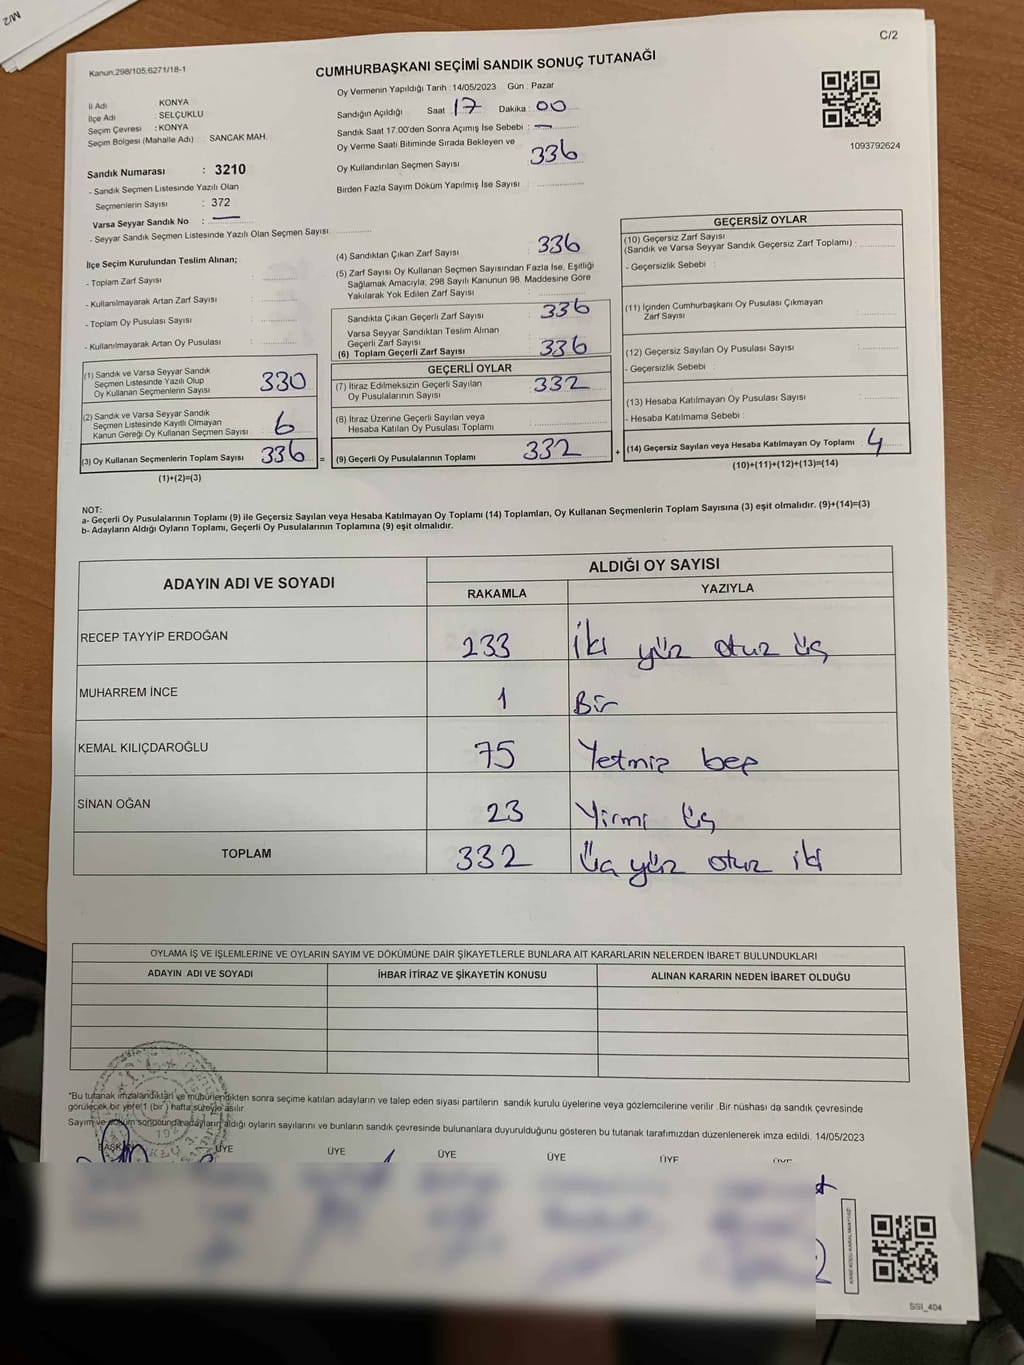 M/2
C/2
Kanun,298/105,6271/18-1
CUMHURBAŞKANI SEÇİMİ SANDIK SONUÇ TUTANAĞI
İl Adı : KONYA
İlçe Adı : SELÇUKLU
Seçim Çevresi : KONYA
Seçim Bölgesi (Mahalle Adı) SANCAK MAH.
Sandık Numarası : 3210
- Sandık Seçmen Listesinde Yazılı Olan
Seçmenlerin Sayısı : 372
Varsa Seyyar Sandık No : —
- Seyyar Sandık Seçmen Listesinde Yazılı Olan Seçmen Sayısı
Oy Vermenin Yapıldığı Tarih : 14/05/2023 Gün : Pazar
Sandığın Açıldığı Saat : 17 Dakika : 00
Sandık Saat 17:00'den Sonra Açımış İse Sebebi : —
Oy Verme Saati Bitiminde Sırada Bekleyen ve
Oy Kullandırılan Seçmen Sayısı 336
Birden Fazla Sayım Döküm Yapılmış İse Sayısı :
1093792624
İlçe Seçim Kurulundan Teslim Alınan;
- Toplam Zarf Sayısı :
- Kullanılmayarak Artan Zarf Sayısı :
- Toplam Oy Pusulası Sayısı :
- Kullanılmayarak Artan Oy Pusulası :
(1) Sandık ve Varsa Seyyar Sandık
Seçmen Listesinde Yazılı Olup
Oy Kullanan Seçmenlerin Sayısı 330
(2) Sandık ve Varsa Seyyar Sandık
Seçmen Listesinde Kayıtlı Olmayan
Kanun Gereği Oy Kullanan Seçmen Sayısı : 6
(3) Oy Kullanan Seçmenlerin Toplam Sayısı 336 =
(1)+(2)=(3)
(4) Sandıktan Çıkan Zarf Sayısı : 336
(5) Zarf Sayısı Oy Kullanan Seçmen Sayısından Fazla İse, Eşitliği
Sağlamak Amacıyla, 298 Sayılı Kanunun 98. Maddesine Göre
Yakılarak Yok Edilen Zarf Sayısı :
Sandıkta Çıkan Geçerli Zarf Sayısı : 336
Varsa Seyyar Sandıktan Teslim Alınan
Geçerli Zarf Sayısı :
(6) Toplam Geçerli Zarf Sayısı : 336
GEÇERLİ OYLAR
(7) İtiraz Edilmeksizin Geçerli Sayılan
Oy Pusulalarının Sayısı : 332
(8) İtiraz Üzerine Geçerli Sayılan veya
Hesaba Katılan Oy Pusulası Toplamı :
(9) Geçerli Oy Pusulalarının Toplamı : 332 +
GEÇERSİZ OYLAR
(10) Geçersiz Zarf Sayısı
(Sandık ve Varsa Seyyar Sandık Geçersiz Zarf Toplamı) :
- Geçersizlik Sebebi :
(11) İçinden Cumhurbaşkanı Oy Pusulası Çıkmayan
Zarf Sayısı :
(12) Geçersiz Sayılan Oy Pusulası Sayısı :
- Geçersizlik Sebebi :
(13) Hesaba Katılmayan Oy Pusulası Sayısı :
- Hesaba Katılmama Sebebi :
(14) Geçersiz Sayılan veya Hesaba Katılmayan Oy Toplamı : 4
(10)+(11)+(12)+(13)=(14)
NOT:
a- Geçerli Oy Pusulalarının Toplamı (9) ile Geçersiz Sayılan veya Hesaba Katılmayan Oy Toplamı (14) Toplamları, Oy Kullanan Seçmenlerin Toplam Sayısına (3) eşit olmalıdır. (9)+(14)=(3)
b- Adayların Aldığı Oyların Toplamı, Geçerli Oy Pusulalarının Toplamına (9) eşit olmalıdır.
ADAYIN ADI VE SOYADI ALDIĞI OY SAYISI
RAKAMLA YAZIYLA
RECEP TAYYİP ERDOĞAN 233 İki yüz otuz üç
MUHARREM İNCE 1 Bir
KEMAL KILIÇDAROĞLU 75 Yetmiş beş
SİNAN OĞAN 23 Yirmi üç
TOPLAM 332 Üç yüz otuz iki
OYLAMA İŞ VE İŞLEMLERİNE VE OYLARIN SAYIM VE DÖKÜMÜNE DAİR ŞİKAYETLERLE BUNLARA AİT KARARLARIN NELERDEN İBARET BULUNDUKLARI
ADAYIN ADI VE SOYADI İHBAR İTİRAZ VE ŞİKAYETİN KONUSU ALINAN KARARIN NEDEN İBARET OLDUĞU
*Bu tutanak imzalandıktan ve mühürlendikten sonra seçime katılan adayların ve talep eden siyasi partilerin sandık kurulu üyelerine veya gözlemcilerine verilir .Bir nüshası da sandık çevresinde
görülecek bir yere 1 (bir ) hafta süreyle asılır.
Sayım ve döküm sonucunda adayların aldığı oyların sayılarını ve bunların sandık çevresinde bulunanlara duyurulduğunu gösteren bu tutanak tarafımızdan düzenlenerek imza edildi. 14/05/2023
BAŞKAN ÜYE ÜYE ÜYE ÜYE ÜYE ÜYE
SSI_404